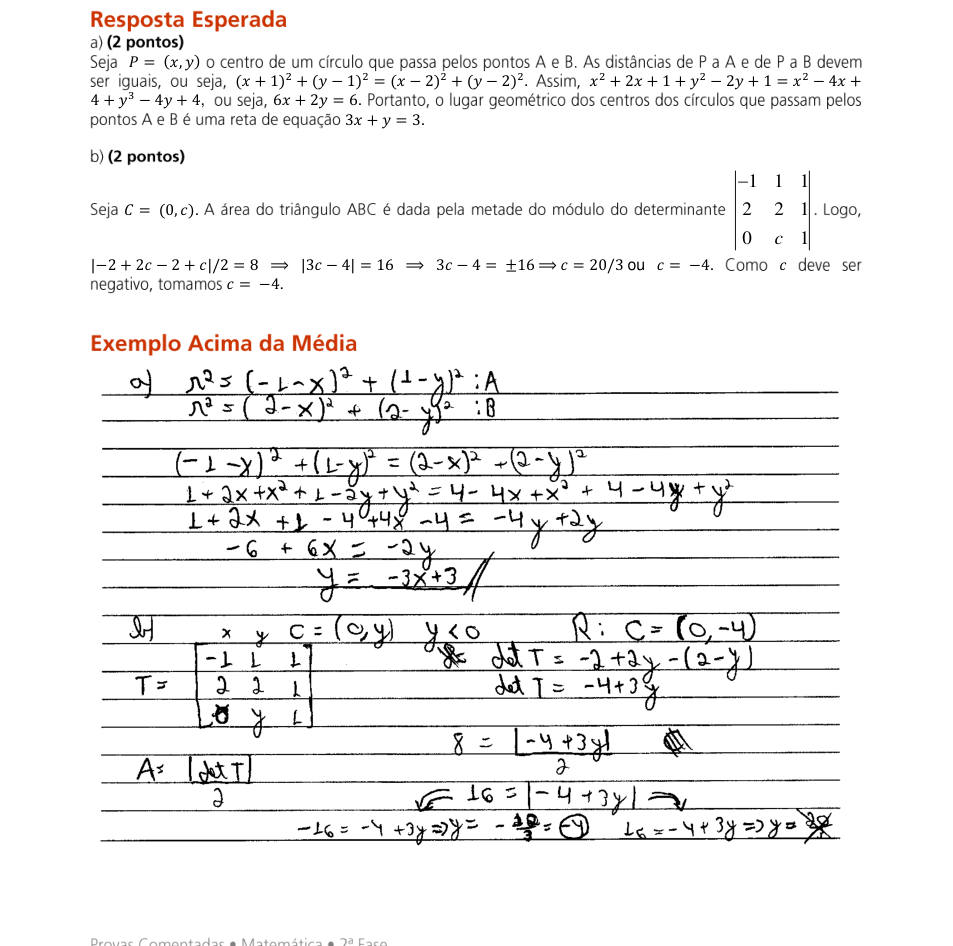 Resposta Esperada
a) (2 pontos)
Seja P = (x, y) o centro de um círculo que passa pelos pontos A e B. As distâncias de P a A e de P a B devem
ser iguais, ou seja, (x + 1)² + (y − 1)² = (x − 2)² + (y − 2)². Assim, x² + 2x + 1 + y² − 2y + 1 = x² − 4x +
4 + y³ − 4y + 4, ou seja, 6x + 2y = 6. Portanto, o lugar geométrico dos centros dos círculos que passam pelos
pontos A e B é uma reta de equação 3x + y = 3.
b) (2 pontos)
|−1 1 1|
Seja C = (0, c). A área do triângulo ABC é dada pela metade do módulo do determinante |2 2 1|. Logo,
|0 c 1|
|−2 + 2c − 2 + c|/2 = 8 ⟹ |3c − 4| = 16 ⟹ 3c − 4 = ±16 ⟹ c = 20/3 ou c = −4. Como c deve ser
negativo, tomamos c = −4.
Exemplo Acima da Média
a) r² = (-1-x)² + (1-y)² : A
r² = (2-x)² + (2-y)² : B
(-1-x)² + (1-y)² = (2-x)² + (2-y)²
1 + 2x + x² + 1 - 2y + y² = 4 - 4x + x² + 4 - 4y + y²
1 + 2x + 1 - 4 + 4x - 4 = -4y + 2y
-6 + 6x = -2y
y = -3x+3 //
b) x y C = (0,y) y<0 R: C = (0,-4)
-1 1 1 det T = -2+2y-(2-y)
T = 2 2 1 det T = -4+3y
0 y 1
8 = |-4+3y|/2
A = |det T|/2
16 = |-4+3y|
-16 = -4+3y => y = -12/3 = -4 16 = -4+3y => y =
Provas Comentadas • Matemática • 2ª Fase